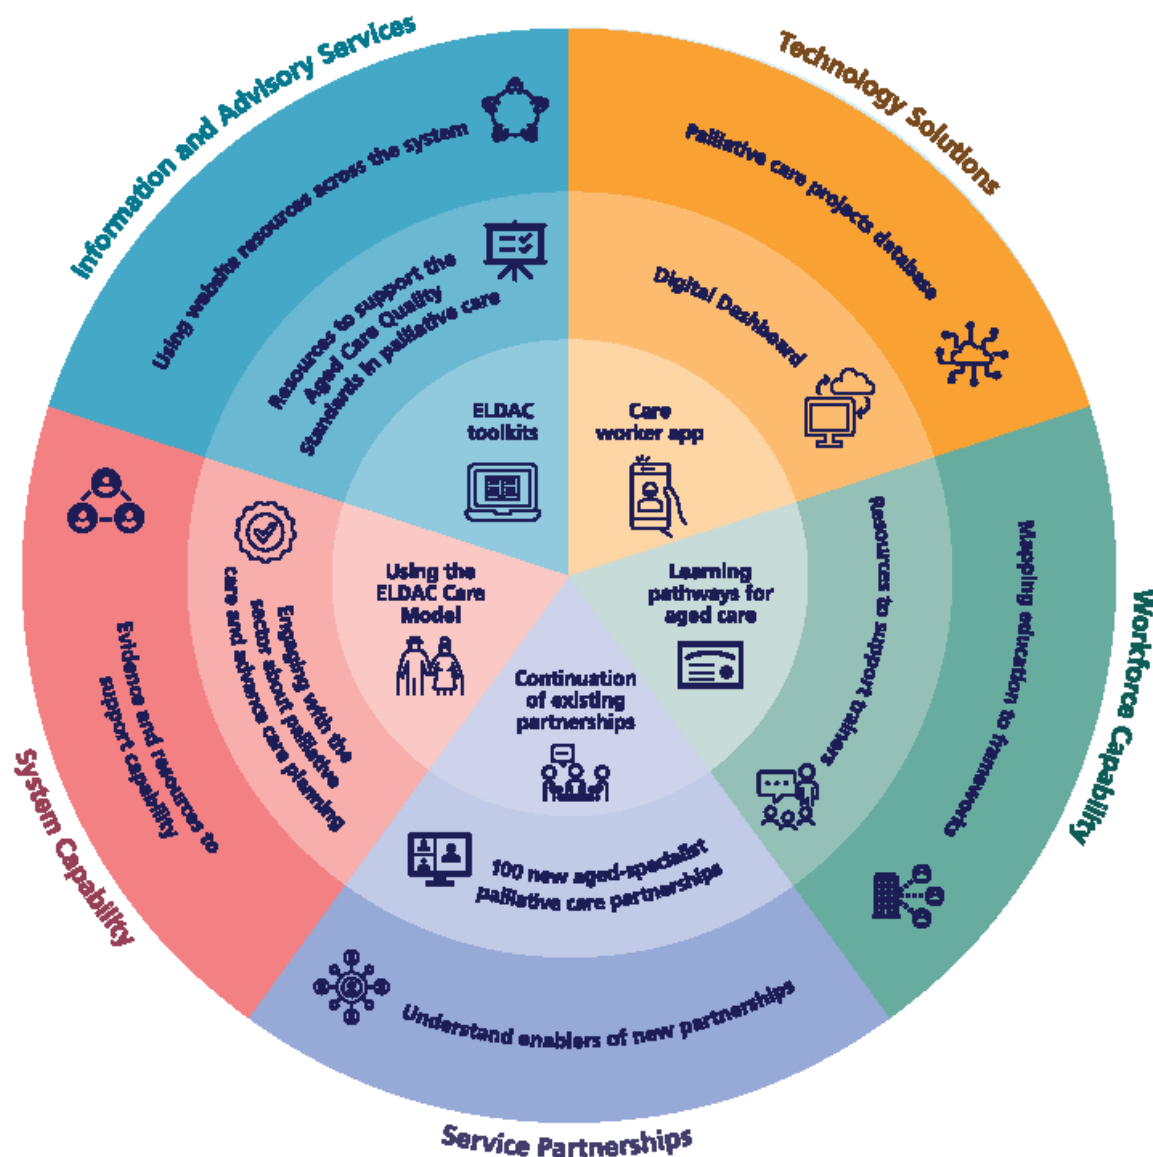 Information and Advisory Services
Using website resources across the system
Resources to support the
Aged Care Quality
Standards in palliative care
ELDAC
toolkits
Technology Solutions
Palliative care projects database
Digital Dashboard
Care
worker app
Workforce Capability
Mapping education to frameworks
Resources to support trainers
Learning
pathways for
aged care
Service Partnerships
Understand enablers of new partnerships
100 new aged-specialist
palliative care partnerships
Continuation
of existing
partnerships
System Capability
Evidence and resources to
support capability
Engaging with the
sector about palliative
care and advance care planning
Using the
ELDAC Care
Model